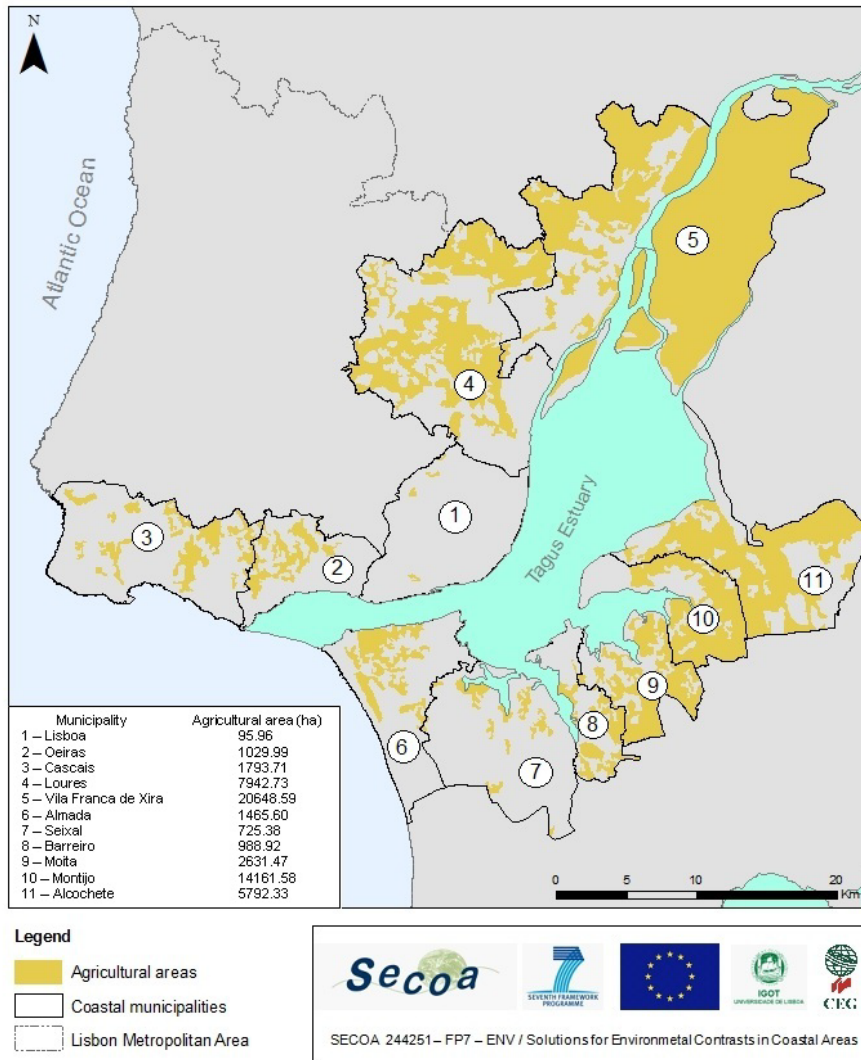 N
Atlantic Ocean
Tagus Estuary
5
4
1
3
2
11
10
9
8
6
7
Municipality Agricultural area (ha)
1 – Lisboa 95.96
2 – Oeiras 1029.99
3 – Cascais 1793.71
4 – Loures 7942.73
5 – Vila Franca de Xira 20648.59
6 – Almada 1465.60
7 – Seixal 725.38
8 – Barreiro 988.92
9 – Moita 2631.47
10 – Montijo 14161.58
11 – Alcochete 5792.33
0 5 10 20
Km
Legend
Agricultural areas
Coastal municipalities
Lisbon Metropolitan Area
Secoa
SEVENTH FRAMEWORK
PROGRAMME
IGOT
UNIVERSIDADE DE LISBOA
CEG
SECOA 244251 – FP7 – ENV / Solutions for Environmetal Contrasts in Coastal Areas